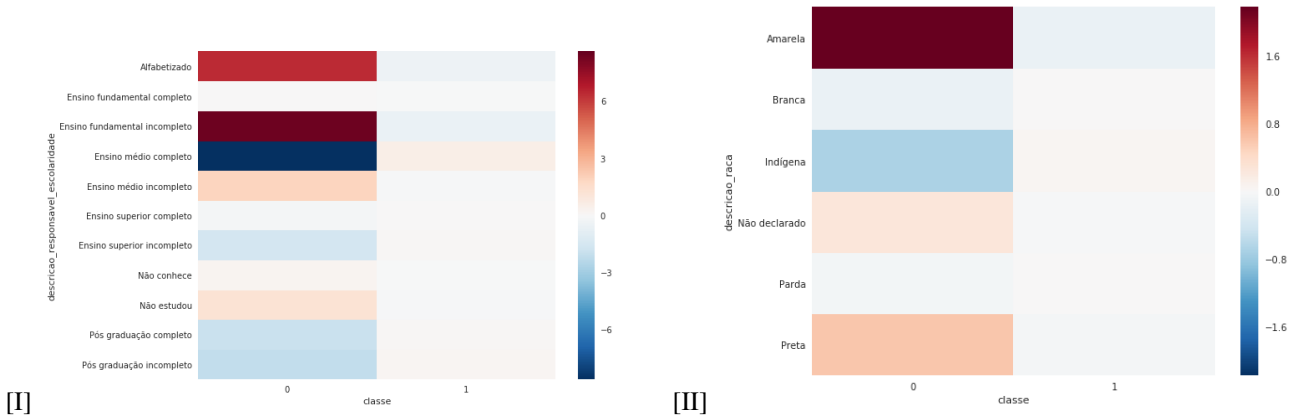 descricao_responsavel_escolaridade
Alfabetizado
Ensino fundamental completo
Ensino fundamental incompleto
Ensino médio completo
Ensino médio incompleto
Ensino superior completo
Ensino superior incompleto
Não conhece
Não estudou
Pós graduação completo
Pós graduação incompleto
0 1
classe
6
3
0
−3
−6
[I]
descricao_raca
Amarela
Branca
Indígena
Não declarado
Parda
Preta
0 1
classe
1.6
0.8
0.0
−0.8
−1.6
[II]